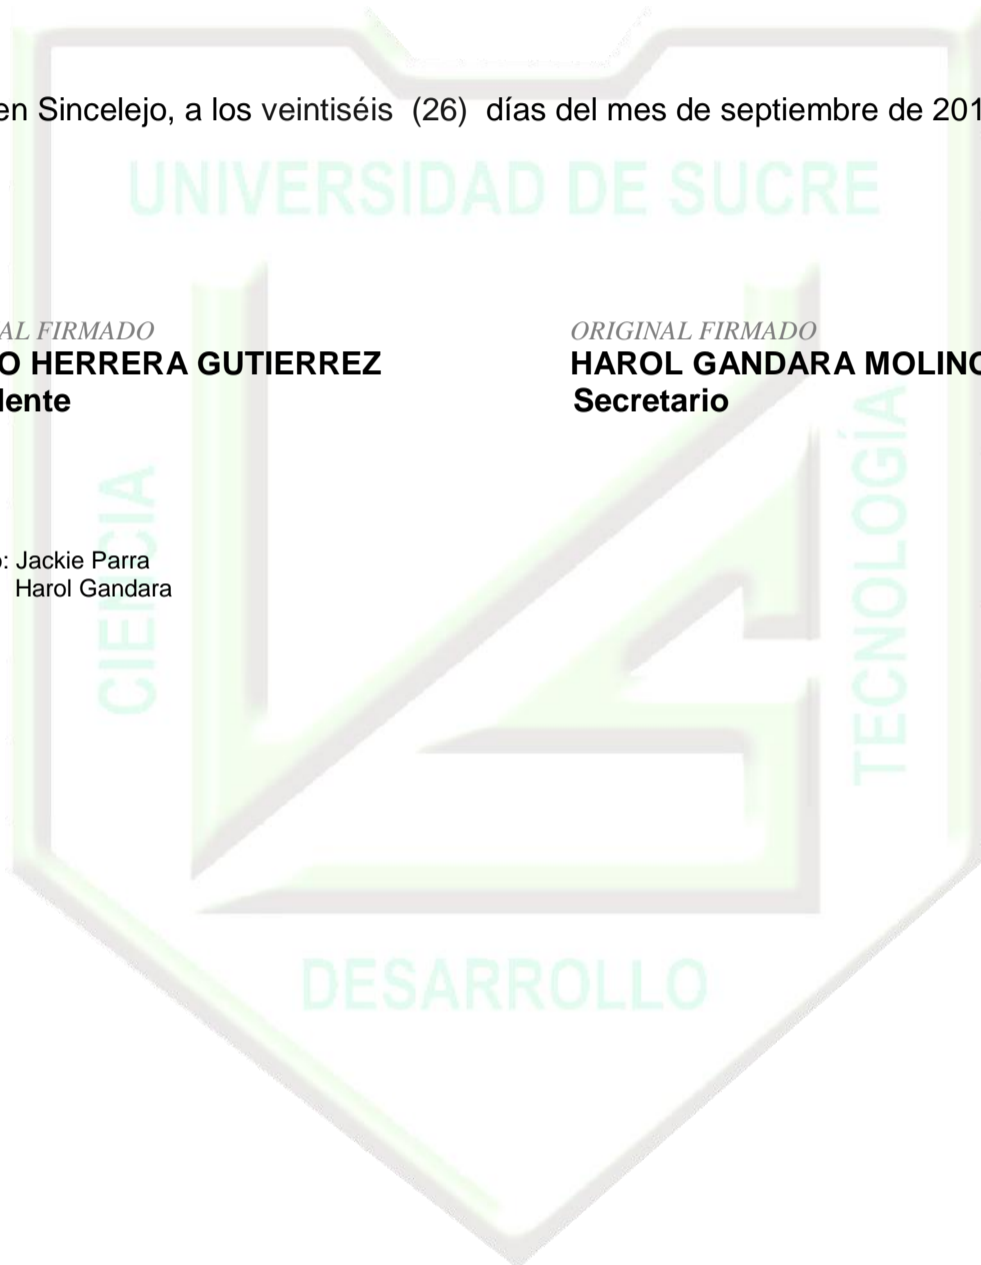 en Sincelejo, a los veintiséis (26) días del mes de septiembre de 201
UNIVERSIDAD DE SUCRE
AL FIRMADO
O HERRERA GUTIERREZ
dente
ORIGINAL FIRMADO
HAROL GANDARA MOLINO
Secretario
CIENCIA
TECNOLOGÍA
o: Jackie Parra
Harol Gandara
DESARROLLO